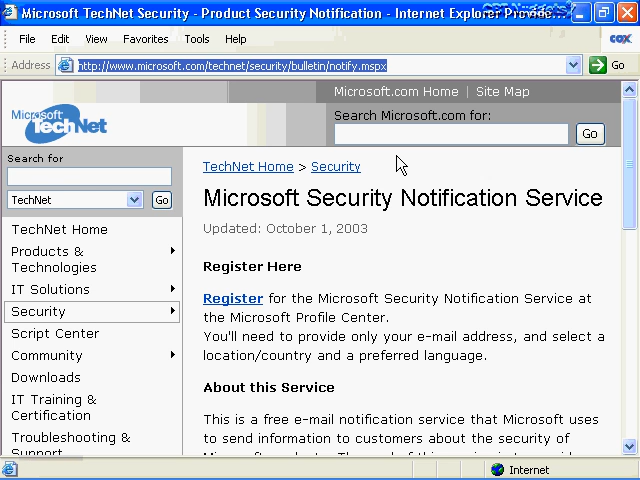 Microsoft TechNet Security - Product Security Notification - Internet Explorer Provide...
File Edit View Favorites Tools Help
cox
Address http://www.microsoft.com/technet/security/bulletin/notify.mspx Go
Microsoft.com Home | Site Map
Microsoft
TechNet
Search Microsoft.com for:
Go
Search for
TechNet Go
TechNet Home
Products &
Technologies
IT Solutions
Security
Script Center
Community
Downloads
IT Training &
Certification
Troubleshooting &
Support
TechNet Home > Security
Microsoft Security Notification Service
Updated: October 1, 2003
Register Here
Register for the Microsoft Security Notification Service at
the Microsoft Profile Center.
You'll need to provide only your e-mail address, and select a
location/country and a preferred language.
About this Service
This is a free e-mail notification service that Microsoft uses
to send information to customers about the security of
Internet